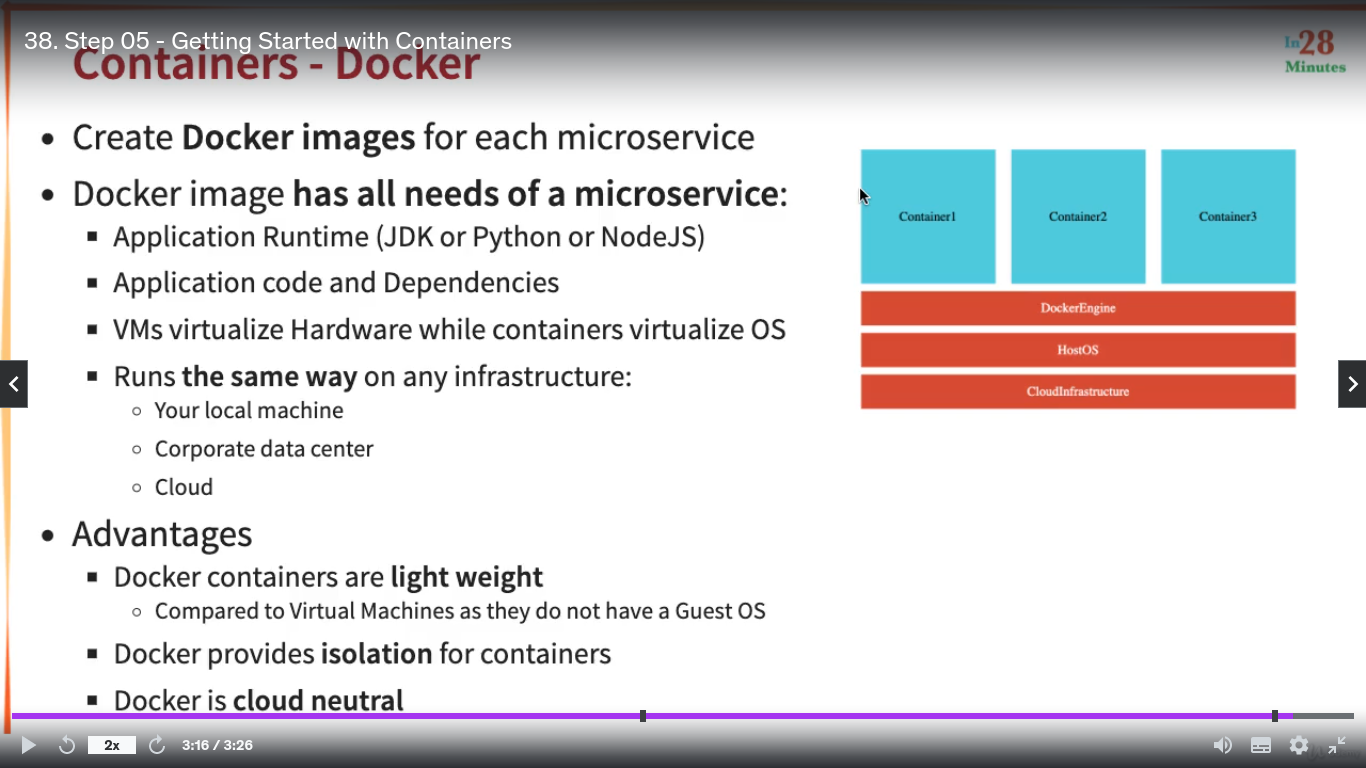 38. Step 05 - Getting Started with Containers
Containers - Docker
In28
Minutes
Create Docker images for each microservice
Docker image has all needs of a microservice:
Application Runtime (JDK or Python or NodeJS)
Application code and Dependencies
VMs virtualize Hardware while containers virtualize OS
Runs the same way on any infrastructure:
Your local machine
Corporate data center
Cloud
Advantages
Docker containers are light weight
Compared to Virtual Machines as they do not have a Guest OS
Docker provides isolation for containers
Docker is cloud neutral
Container1
Container2
Container3
DockerEngine
HostOS
CloudInfrastructure
2x
3:16 / 3:26